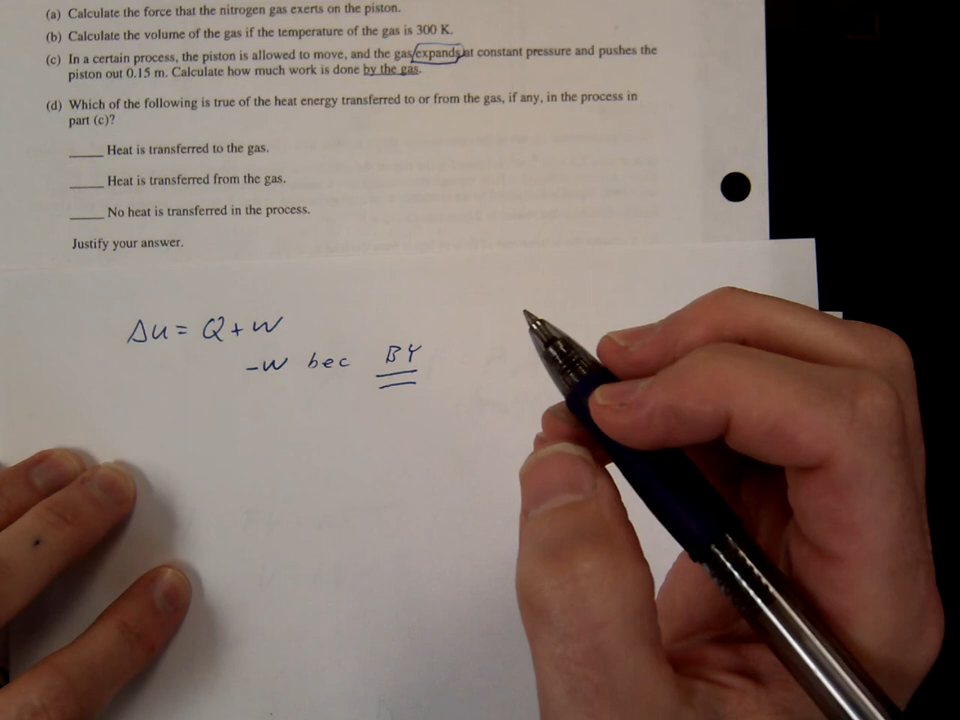 (a) Calculate the force that the nitrogen gas exerts on the piston.
(b) Calculate the volume of the gas if the temperature of the gas is 300 K.
(c) In a certain process, the piston is allowed to move, and the gas expands at constant pressure and pushes the
piston out 0.15 m. Calculate how much work is done by the gas.
(d) Which of the following is true of the heat energy transferred to or from the gas, if any, in the process in
part (c)?
____ Heat is transferred to the gas.
____ Heat is transferred from the gas.
____ No heat is transferred in the process.
Justify your answer.
Δu = Q + W
-W bec BY